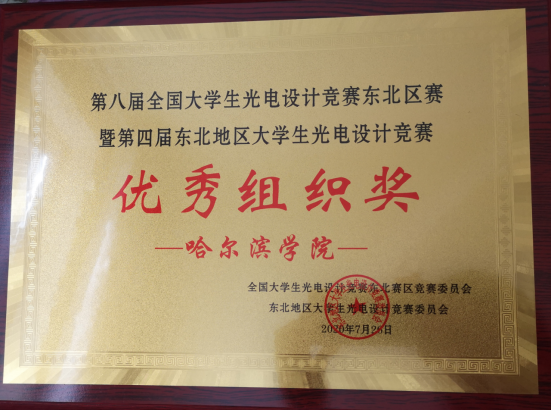 第八届全国大学生光电设计竞赛东北区赛
暨第四届东北地区大学生光电设计竞赛
优秀组织奖
—哈尔滨学院—
全国大学生光电设计竞赛东北赛区竞赛委员会
东北地区大学生光电设计竞赛委员会
2020年7月26日